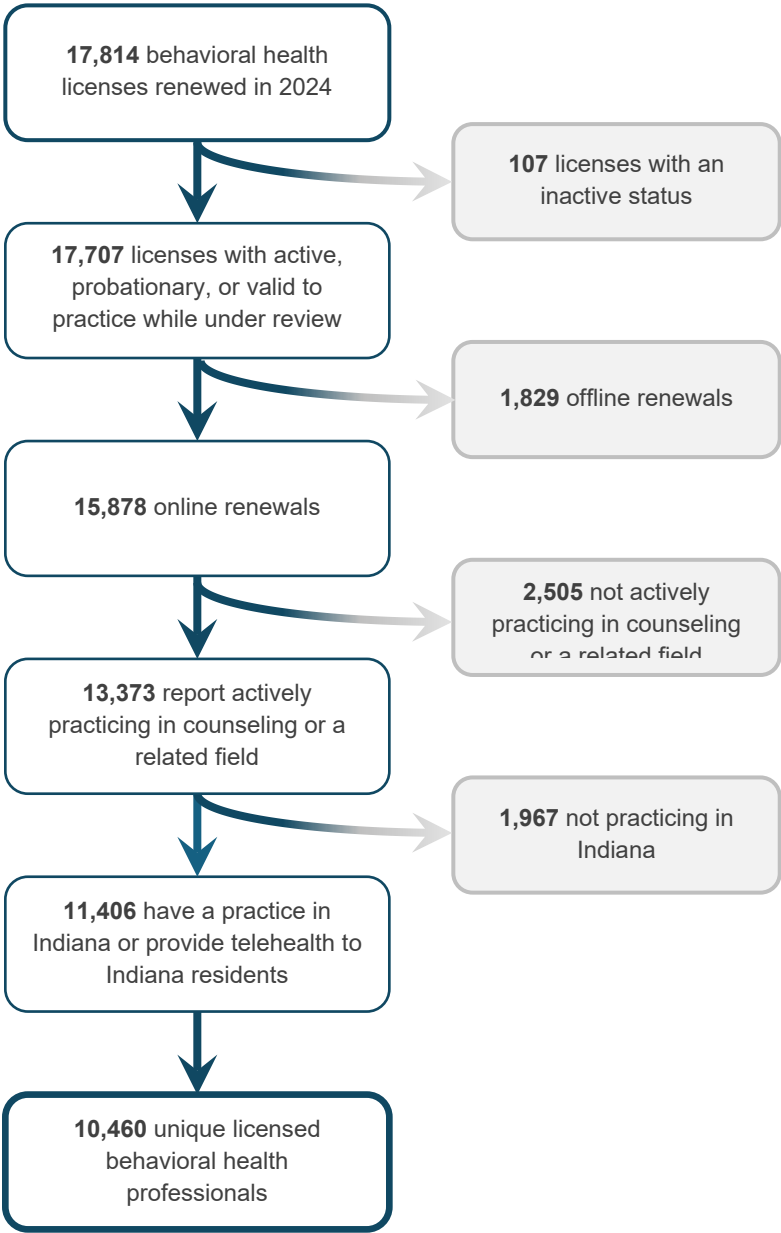 17,814 behavioral health
licenses renewed in 2024
107 licenses with an
inactive status
17,707 licenses with active,
probationary, or valid to
practice while under review
1,829 offline renewals
15,878 online renewals
2,505 not actively
practicing in counseling
or a related field
13,373 report actively
practicing in counseling or a
related field
1,967 not practicing in
Indiana
11,406 have a practice in
Indiana or provide telehealth to
Indiana residents
10,460 unique licensed
behavioral health
professionals